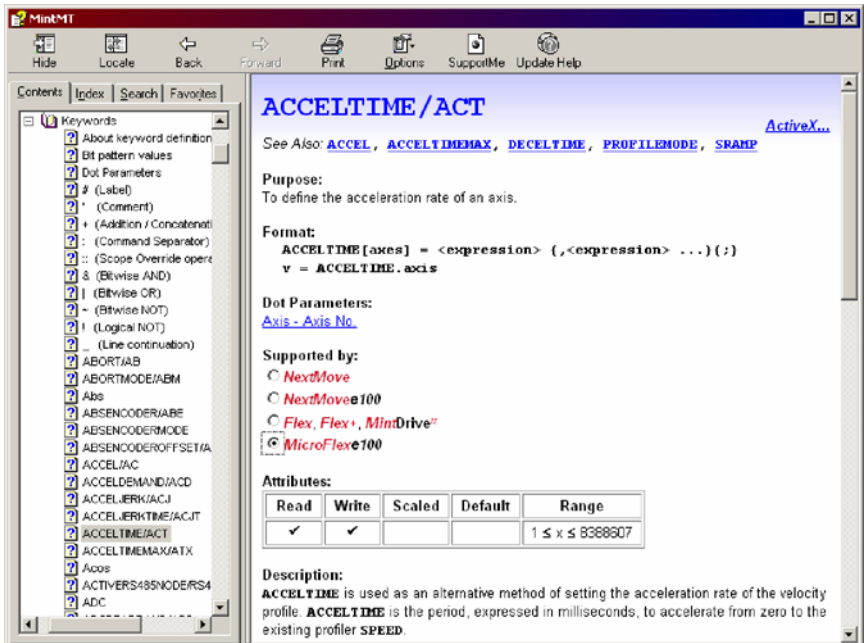 MintMT
Hide Locate Back Forward Print Options SupportMe Update Help
Contents Index Search Favorites
Keywords
About keyword definition
Bit pattern values
Dot Parameters
# (Label)
' (Comment)
+ (Addition / Concatenati
: (Command Separator)
:: (Scope Override opera
& (Bitwise AND)
| (Bitwise OR)
~ (Bitwise NOT)
! (Logical NOT)
_ (Line continuation)
ABORT/AB
ABORTMODE/ABM
Abs
ABSENCODER/ABE
ABSENCODERMODE
ABSENCODEROFFSET/A
ACCEL/AC
ACCELDEMAND/ACD
ACCELJERK/ACJ
ACCELJERKTIME/ACJT
ACCELTIME/ACT
ACCELTIMEMAX/ATX
Acos
ACTIVERS485NODE/RS4
ADC
ACCELTIME/ACT
ActiveX...
See Also: ACCEL, ACCELTIMEMAX, DECELTIME, PROFILEMODE, SRAMP
Purpose:
To define the acceleration rate of an axis.
Format:
ACCELTIME[axes] = <expression> {,<expression> ...}{;}
v = ACCELTIME.axis
Dot Parameters:
Axis - Axis No.
Supported by:
NextMove
NextMovee100
Flex, Flex+, MintDrive"
MicroFlexe100
Attributes:
Read Write Scaled Default Range
✓ ✓ 1 ≤ x ≤ 8388607
Description:
ACCELTIME is used as an alternative method of setting the acceleration rate of the velocity
profile. ACCELTIME is the period, expressed in milliseconds, to accelerate from zero to the
existing profiler SPEED.